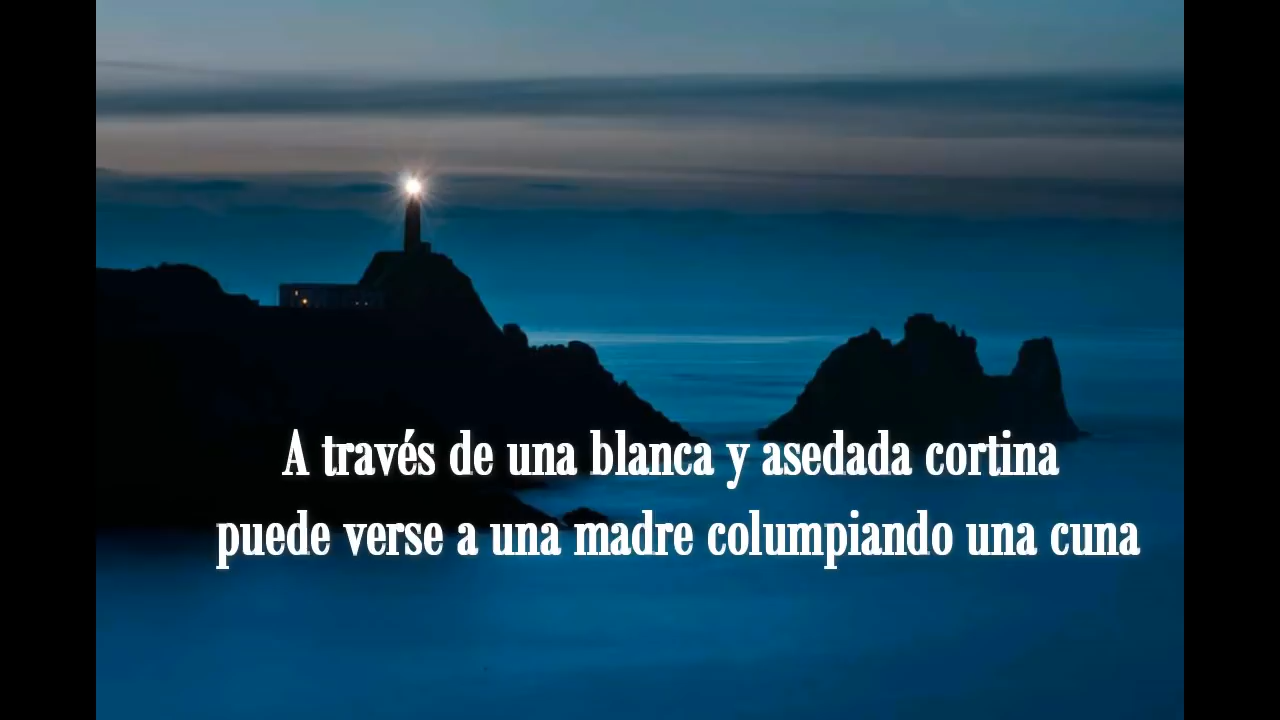 A través de una blanca y asedada cortina
puede verse a una madre columpiando una cuna